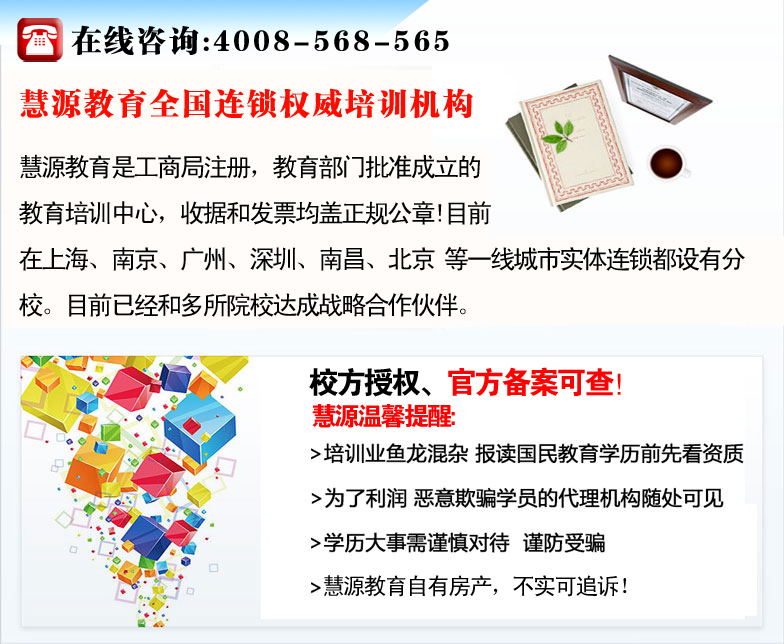 在线咨询:4008-568-565
慧源教育全国连锁权威培训机构
慧源教育是工商局注册，教育部门批准成立的
教育培训中心，收据和发票均盖正规公章!目前
在上海、南京、广州、深圳、南昌、北京 等一线城市实体连锁都设有分
校。目前已经和多所院校达成战略合作伙伴。
校方授权、官方备案可查!
慧源温馨提醒:
>培训业鱼龙混杂 报读国民教育学历前先看资质
>为了利润 恶意欺骗学员的代理机构随处可见
>学历大事需谨慎对待 谨防受骗
>慧源教育自有房产，不实可追诉！